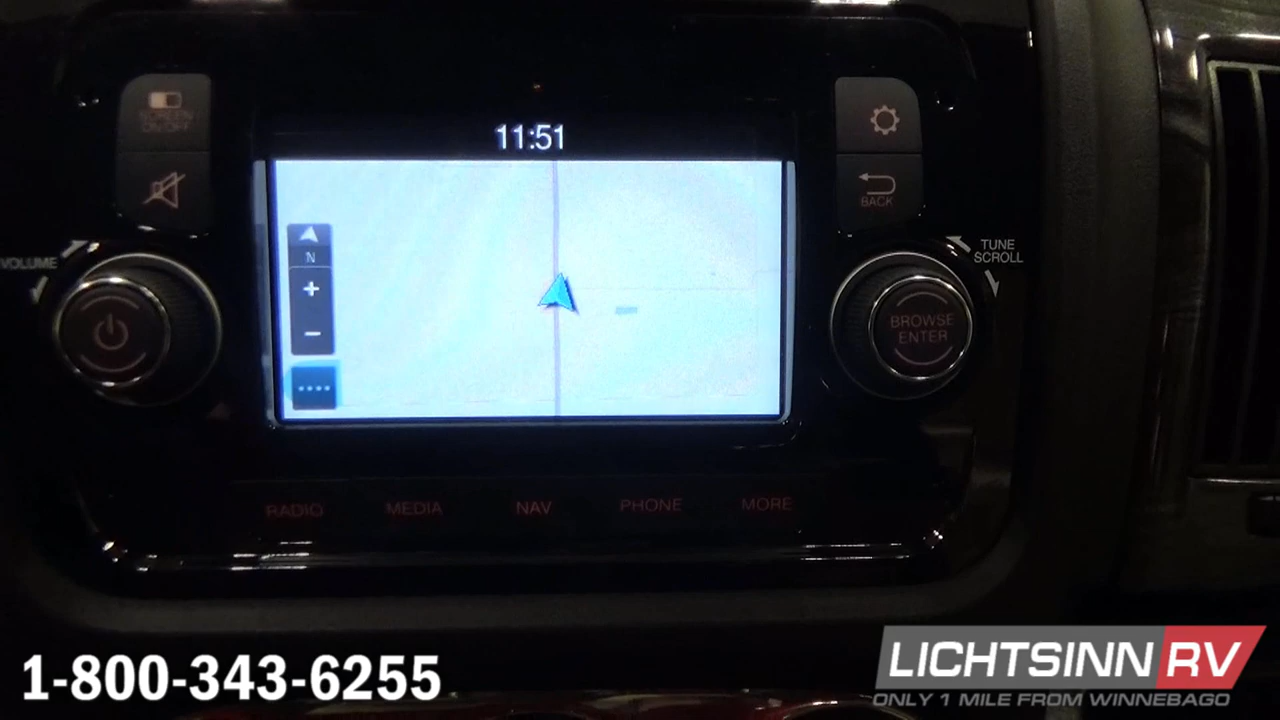 11:51
SCREEN
ON/OFF
BACK
VOLUME
TUNE
SCROLL
N
BROWSE
ENTER
RADIO MEDIA NAV PHONE MORE
1-800-343-6255
LICHTSINN RV
ONLY 1 MILE FROM WINNEBAGO